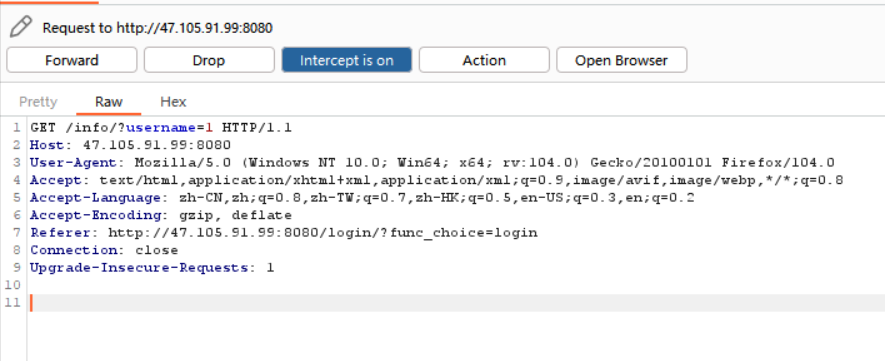 Request to http://47.105.91.99:8080
Forward Drop Intercept is on Action Open Browser
Pretty Raw Hex
1 GET /info/?username=1 HTTP/1.1
2 Host: 47.105.91.99:8080
3 User-Agent: Mozilla/5.0 (Windows NT 10.0; Win64; x64; rv:104.0) Gecko/20100101 Firefox/104.0
4 Accept: text/html,application/xhtml+xml,application/xml;q=0.9,image/avif,image/webp,*/*;q=0.8
5 Accept-Language: zh-CN,zh;q=0.8,zh-TW;q=0.7,zh-HK;q=0.5,en-US;q=0.3,en;q=0.2
6 Accept-Encoding: gzip, deflate
7 Referer: http://47.105.91.99:8080/login/?func_choice=login
8 Connection: close
9 Upgrade-Insecure-Requests: 1
10
11